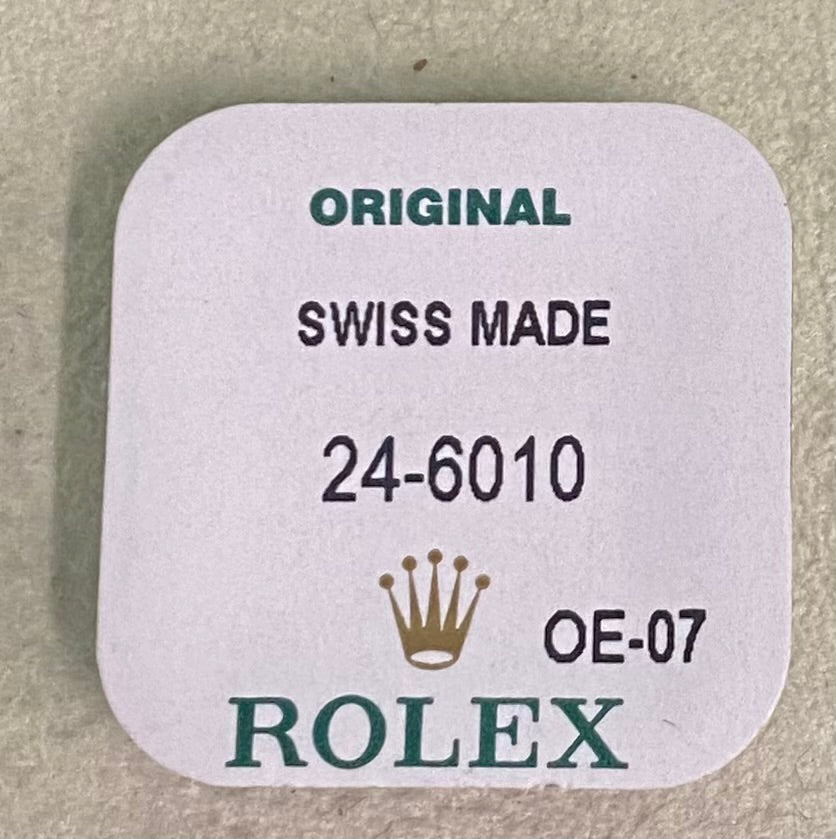 ORIGINAL
SWISS MADE
24-6010
OE-07
ROLEX